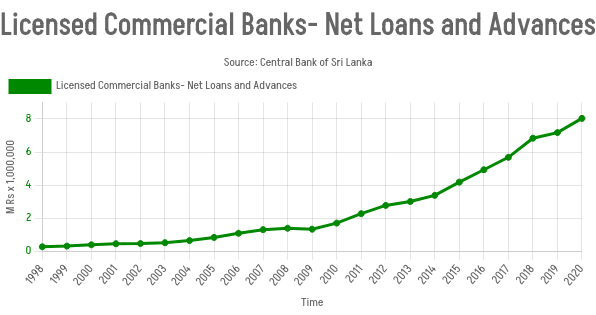 Licensed Commercial Banks- Net Loans and Advances
Source: Central Bank of Sri Lanka
Licensed Commercial Banks- Net Loans and Advances
8
6
4
2
0
M Rs x 1,000,000
1998 1999 2000 2001 2002 2003 2004 2005 2006 2007 2008 2009 2010 2011 2012 2013 2014 2015 2016 2017 2018 2019 2020
Time